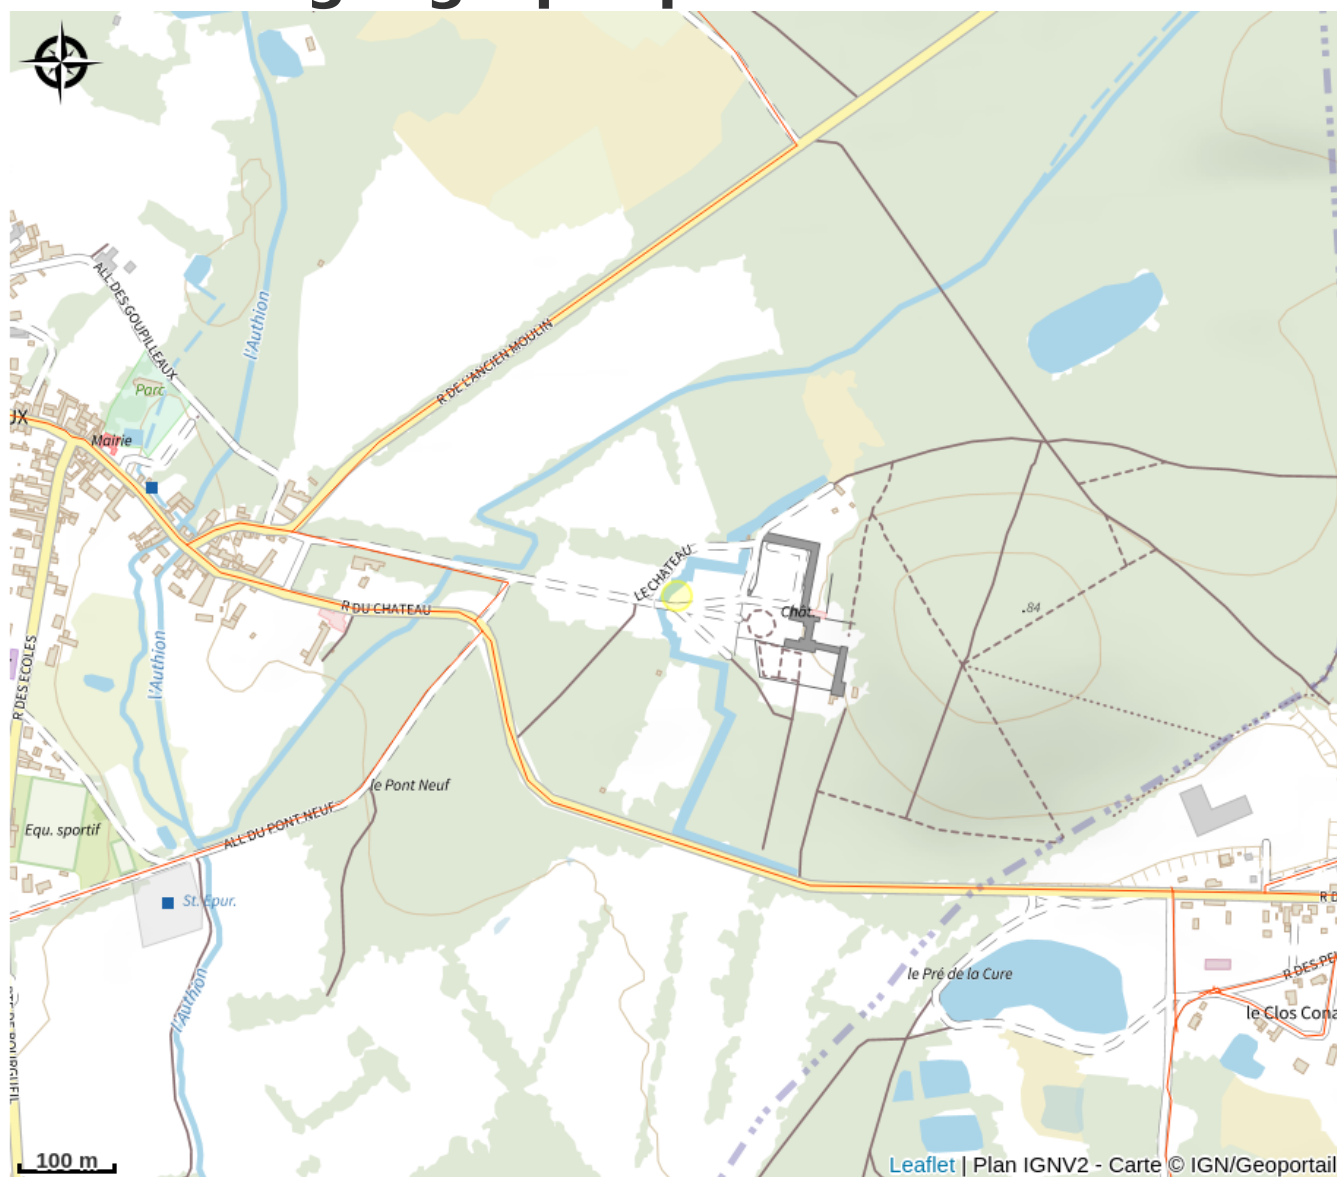 l'Authion
ALL DES GOUPILLEAUX
R DE L'ANCIEN MOULIN
Parc
UX
Mairie
LE CHATEAU
R DU CHATEAU
Chât.
.84
l'Authion
R DES ECOLES
le Pont Neuf
ALL DU PONT NEUF
Equ. sportif
St. Epur.
R D
le Pré de la Cure
R DES PE
l'Authion
le Clos Cona
100 m
Leaflet | Plan IGNV2 - Carte © IGN/Geoportail